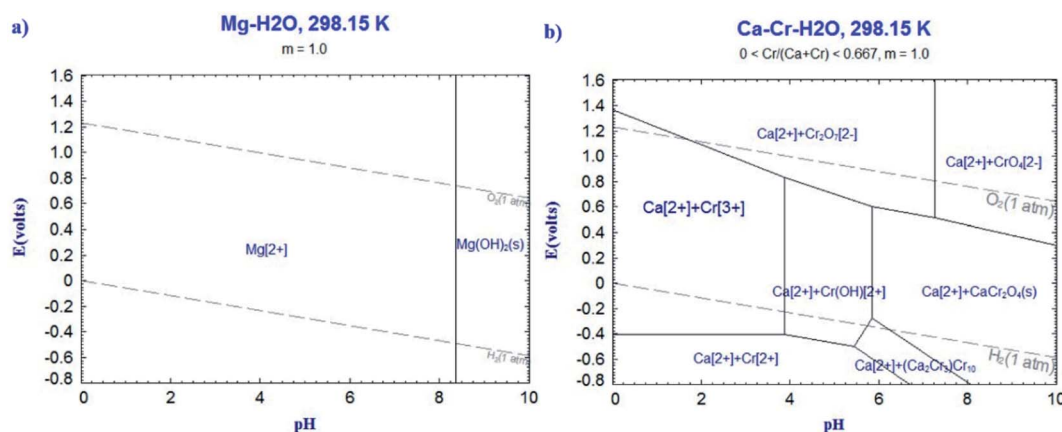 a)
Mg-H2O, 298.15 K
m = 1.0
E(volts)
1.6
1.4
1.2
1.0
0.8
0.6
0.4
0.2
0
-0.2
-0.4
-0.6
-0.8
O₂(1 atm)
Mg[2+]
Mg(OH)₂(s)
H₂(1 atm)
0
2
4
6
8
10
pH
b)
Ca-Cr-H2O, 298.15 K
0 < Cr/(Ca+Cr) < 0.667, m = 1.0
E(volts)
1.6
1.4
1.2
1.0
0.8
0.6
0.4
0.2
0
-0.2
-0.4
-0.6
-0.8
Ca[2+]+Cr₂O₇[2-]
Ca[2+]+CrO₄[2-]
O₂(1 atm)
Ca[2+]+Cr[3+]
Ca[2+]+Cr(OH)[2+]
Ca[2+]+CaCr₂O₄(s)
H₂(1 atm)
Ca[2+]+Cr[2+]
Ca[2+]+(Ca₂Cr₃)Cr₁₀
0
2
4
6
8
10
pH